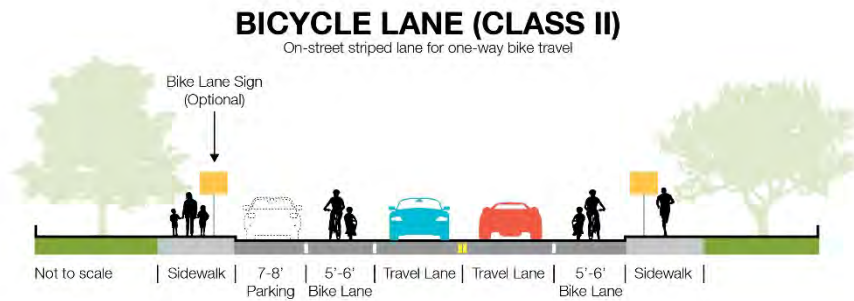 BICYCLE LANE (CLASS II)
On-street striped lane for one-way bike travel
Bike Lane Sign
(Optional)
Not to scale | Sidewalk | 7-8’ | 5’-6’ | Travel Lane | Travel Lane | 5’-6’ | Sidewalk |
Parking | Bike Lane | Bike Lane